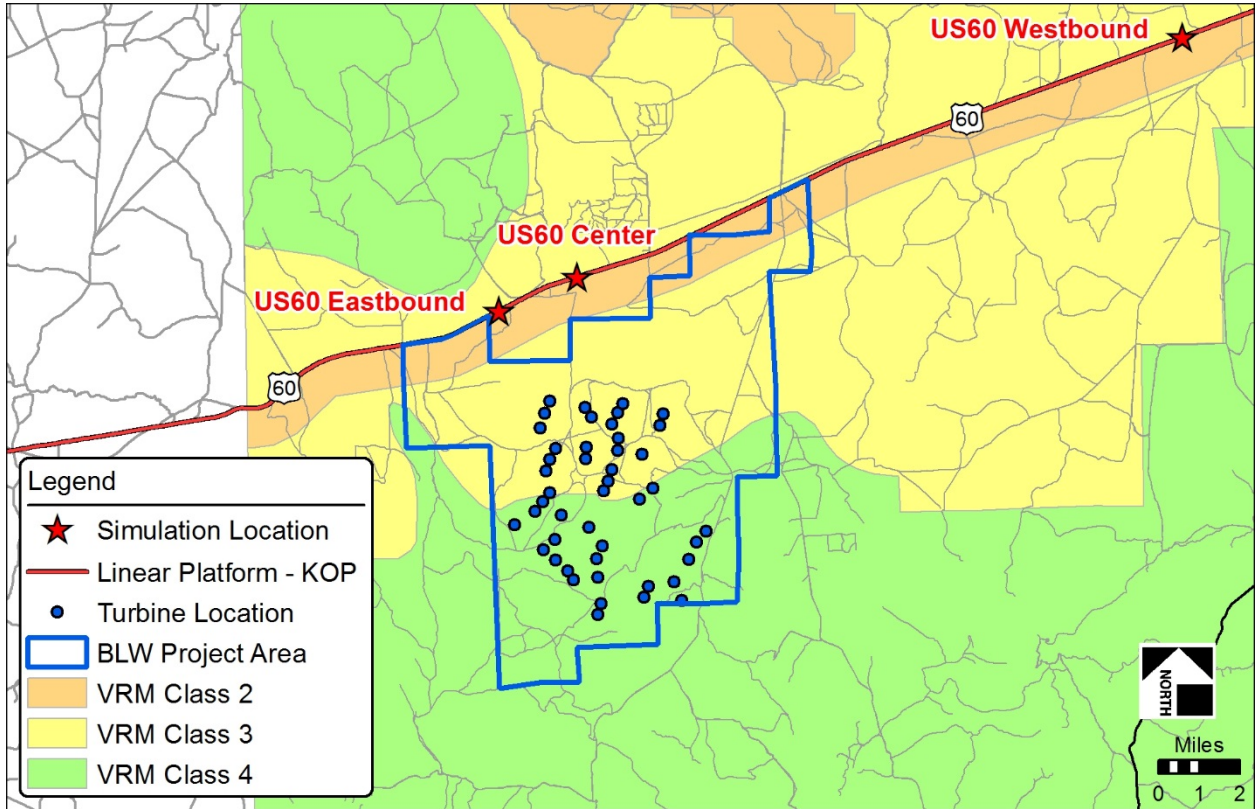 US60 Westbound
60
US60 Center
US60 Eastbound
60
Legend
Simulation Location
Linear Platform - KOP
Turbine Location
BLW Project Area
VRM Class 2
VRM Class 3
VRM Class 4
NORTH
Miles
0 1 2